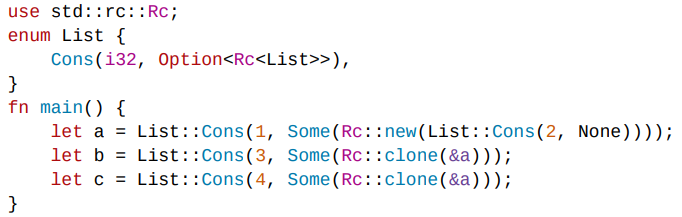 use std::rc::Rc;
enum List {
    Cons(i32, Option<Rc<List>>),
}
fn main() {
    let a = List::Cons(1, Some(Rc::new(List::Cons(2, None))));
    let b = List::Cons(3, Some(Rc::clone(&a)));
    let c = List::Cons(4, Some(Rc::clone(&a)));
}